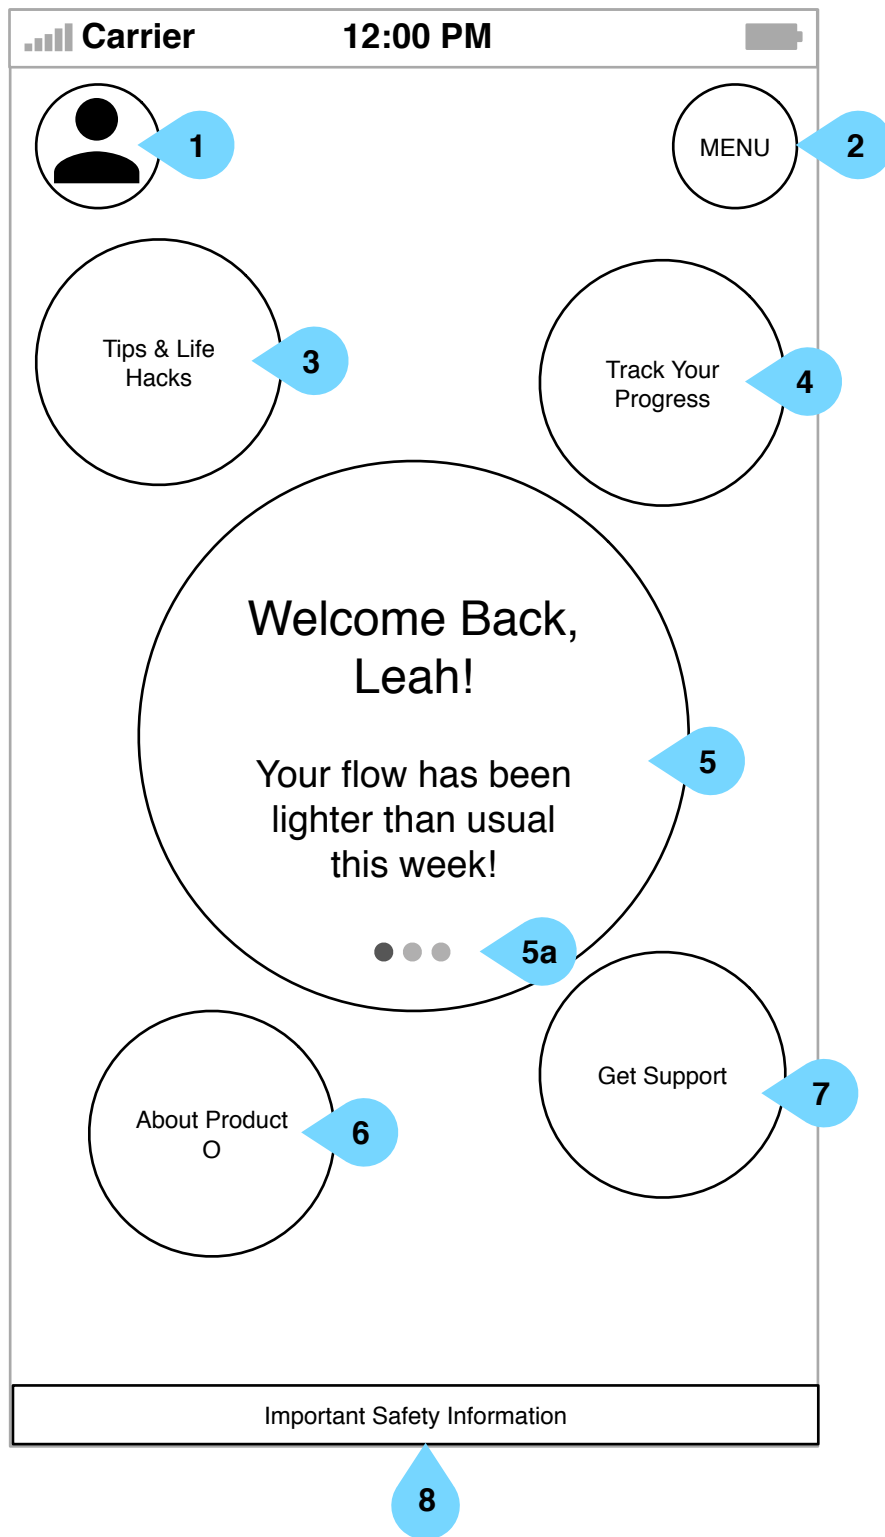 Carrier 12:00 PM
1
MENU
2
Tips & Life
Hacks
3
Track Your
Progress
4
Welcome Back,
Leah!
Your flow has been
lighter than usual
this week!
5
5a
About Product
O
6
Get Support
7
Important Safety Information
8